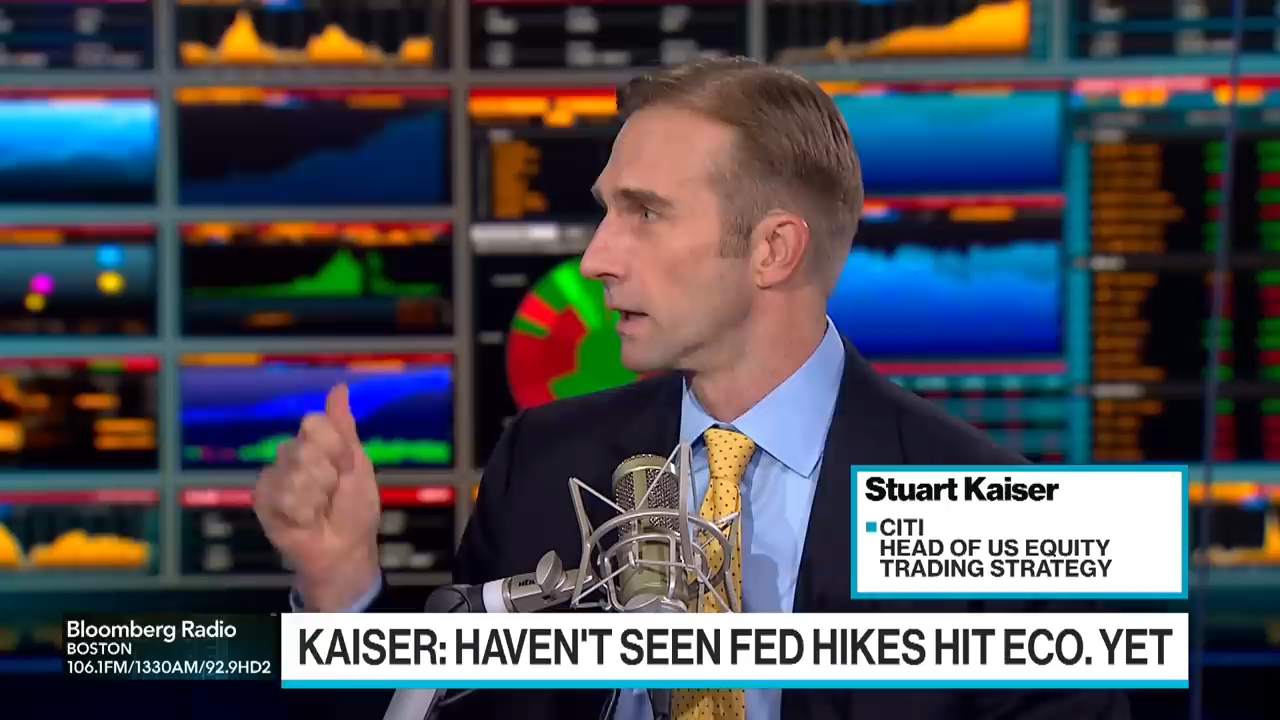 Stuart Kaiser
CITI
HEAD OF US EQUITY
TRADING STRATEGY
Bloomberg Radio
BOSTON
106.1FM/1330AM/92.9HD2
KAISER: HAVEN'T SEEN FED HIKES HIT ECO. YET